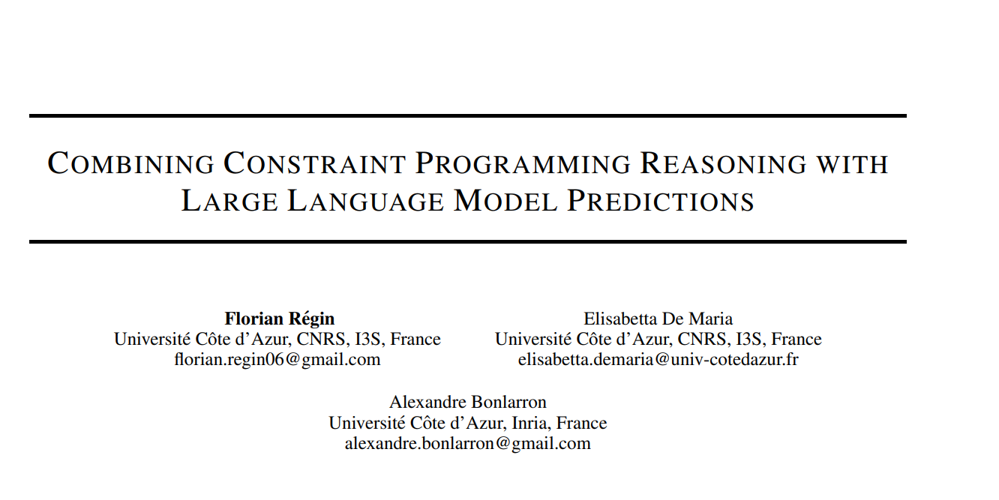 COMBINING CONSTRAINT PROGRAMMING REASONING WITH
LARGE LANGUAGE MODEL PREDICTIONS
Florian Régin
Université Côte d'Azur, CNRS, I3S, France
florian.regin06@gmail.com
Elisabetta De Maria
Université Côte d'Azur, CNRS, I3S, France
elisabetta.demaria@univ-cotedazur.fr
Alexandre Bonlarron
Université Côte d'Azur, Inria, France
alexandre.bonlarron@gmail.com